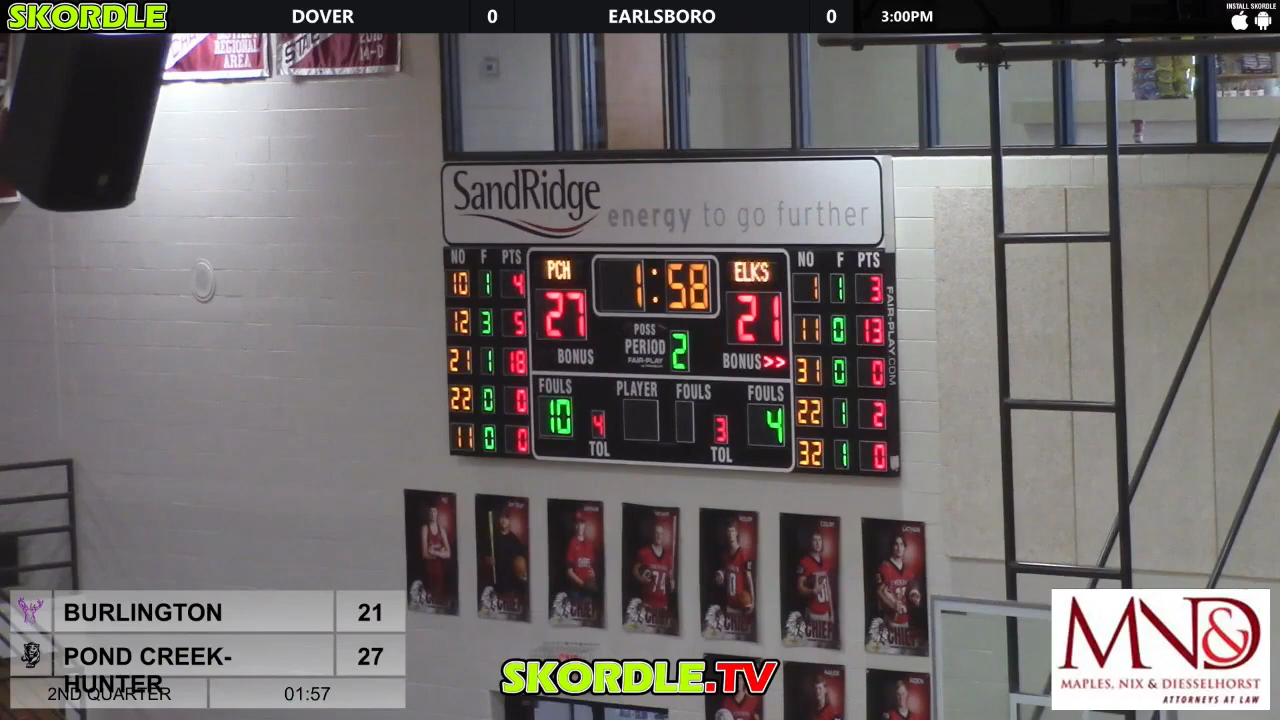 SKORDLE DOVER 0 EARLSBORO 0 3:00PM
INSTALL SKORDLE
REGIONAL
AREA
SandRidge
energy to go further
NO F PTS
PCH 1:58 ELKS
NO F PTS
10 1 4
12 3 5
21 1 18
22 0 0
11 0 0
27 21
POSS
PERIOD 2
FAIR-PLAY
BONUS BONUS>>
FOULS PLAYER FOULS FOULS
10 4 3 4
TOL TOL
1 1 3
11 0 13
31 0 0
22 1 2
32 1 0
FAIR-PLAY.COM
BURLINGTON 21
POND CREEK-HUNTER 27
2ND QUARTER 01:57
SKORDLE.TV
MN&D
MAPLES, NIX & DIESSELHORST
ATTORNEYS AT LAW